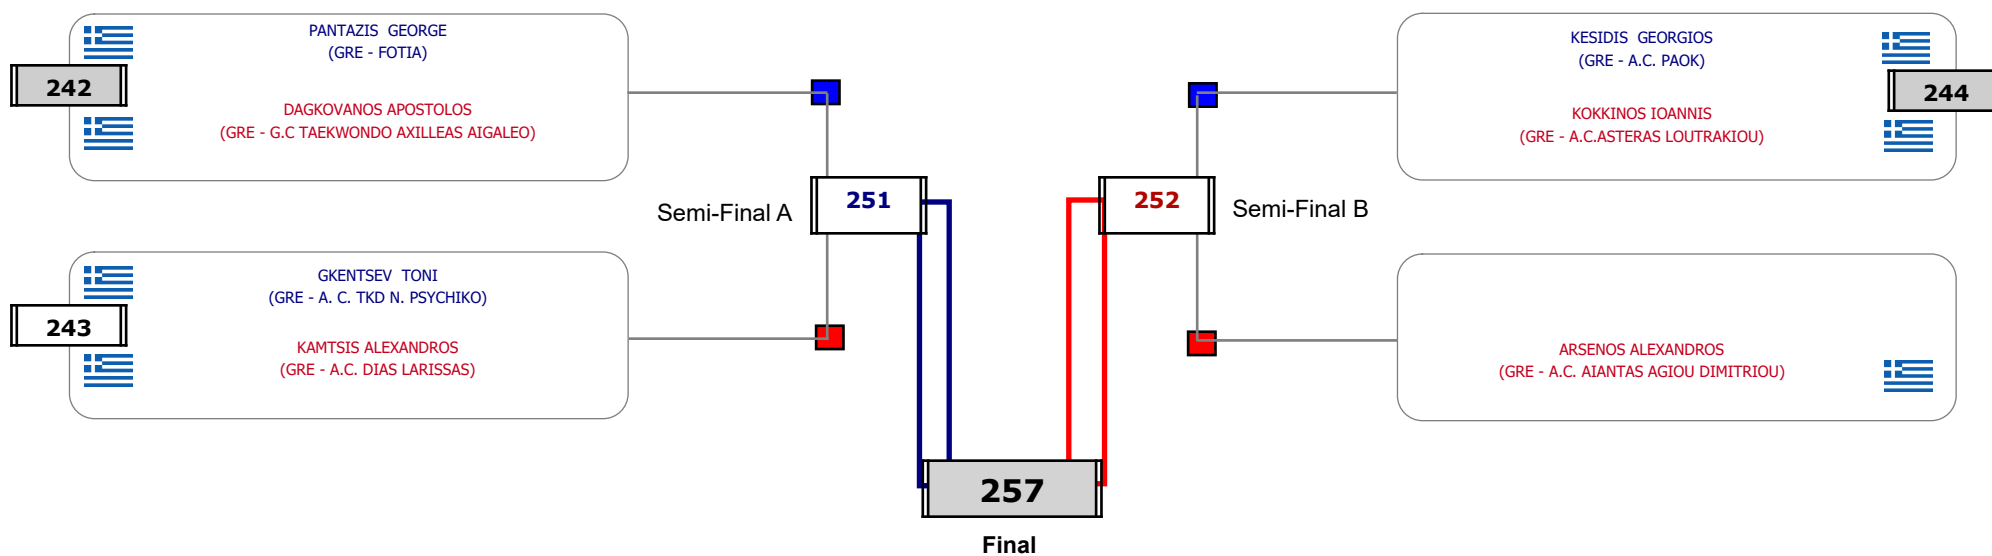 PANTAZIS GEORGE
(GRE - FOTIA)
242
DAGKOVANOS APOSTOLOS
(GRE - G.C TAEKWONDO AXILLEAS AIGALEO)
KESIDIS GEORGIOS
(GRE - A.C. PAOK)
244
KOKKINOS IOANNIS
(GRE - A.C.ASTERAS LOUTRAKIOU)
Semi-Final A
251
252
Semi-Final B
GKENTSEV TONI
(GRE - A. C. TKD N. PSYCHIKO)
243
KAMTSIS ALEXANDROS
(GRE - A.C. DIAS LARISSAS)
ARSENOS ALEXANDROS
(GRE - A.C. AIANTAS AGIOU DIMITRIOU)
257
Final